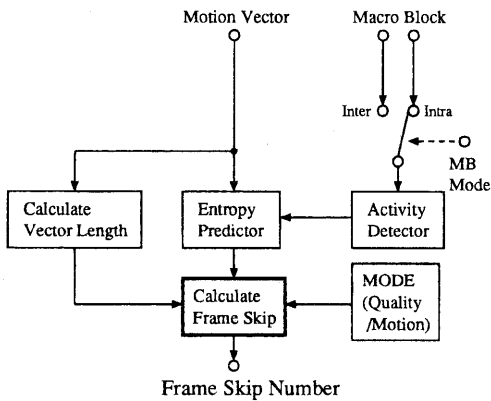 Motion Vector
Macro Block
Inter
Intra
MB
Mode
Calculate
Vector Length
Entropy
Predictor
Activity
Detector
Calculate
Frame Skip
MODE
(Quality
/Motion)
Frame Skip Number